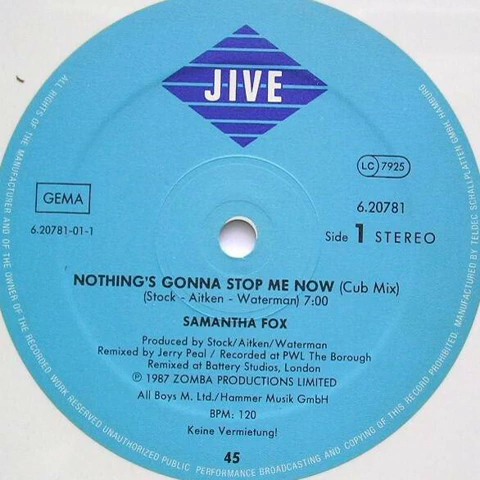 J·I·V·E
LC 7925
GEMA
6.20781
6.20781-01-1
Side 1 STEREO
NOTHING'S GONNA STOP ME NOW (Cub Mix)
(Stock - Aitken - Waterman) 7:00
SAMANTHA FOX
Produced by Stock/Aitken/Waterman
Remixed by Jerry Peal / Recorded at PWL The Borough
Remixed at Battery Studios, London
℗ 1987 ZOMBA PRODUCTIONS LIMITED
All Boys M. Ltd./Hammer Musik GmbH
BPM: 120
Keine Vermietung!
45
ALL RIGHTS OF THE MANUFACTURER AND OF THE OWNER OF THE RECORDED WORK RESERVED UNAUTHORIZED PUBLIC PERFORMANCE BROADCASTING AND COPYING OF THIS RECORD PROHIBITED. MANUFACTURED BY TELDEC SCHALLPLATTEN GMBH, HAMBURG